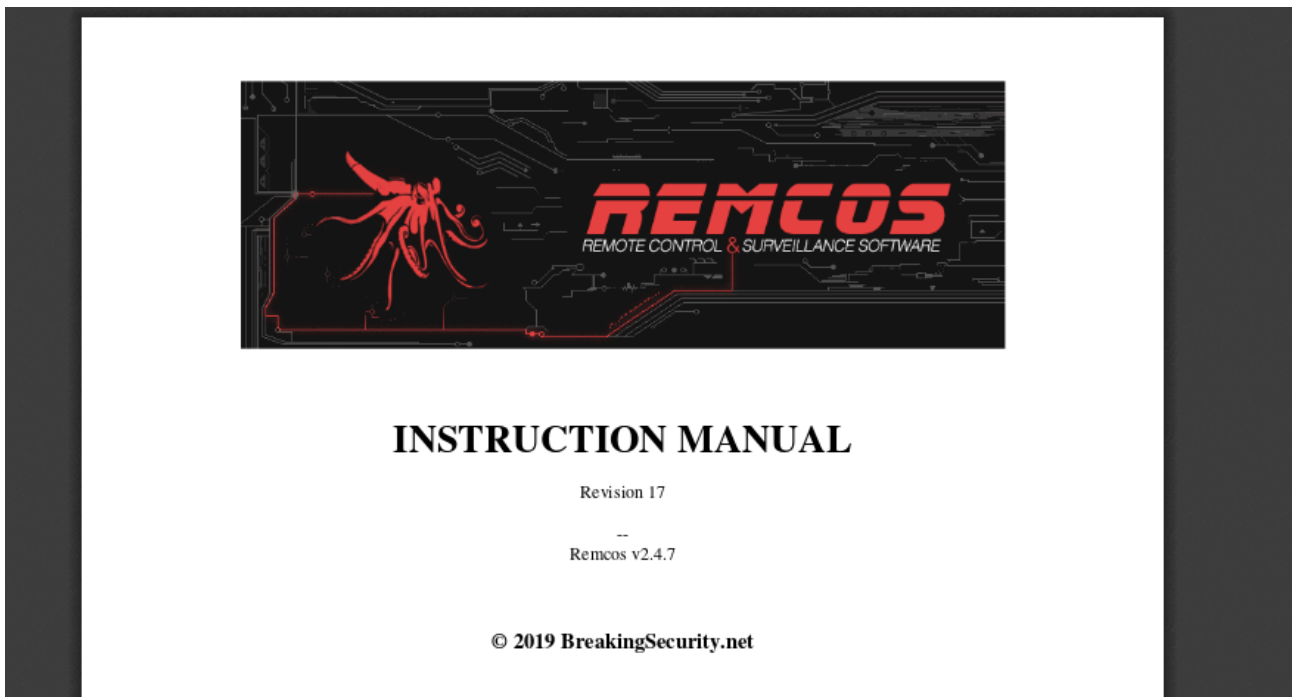 REMCOS
REMOTE CONTROL & SURVEILLANCE SOFTWARE
INSTRUCTION MANUAL
Revision 17
--
Remcos v2.4.7
© 2019 BreakingSecurity.net